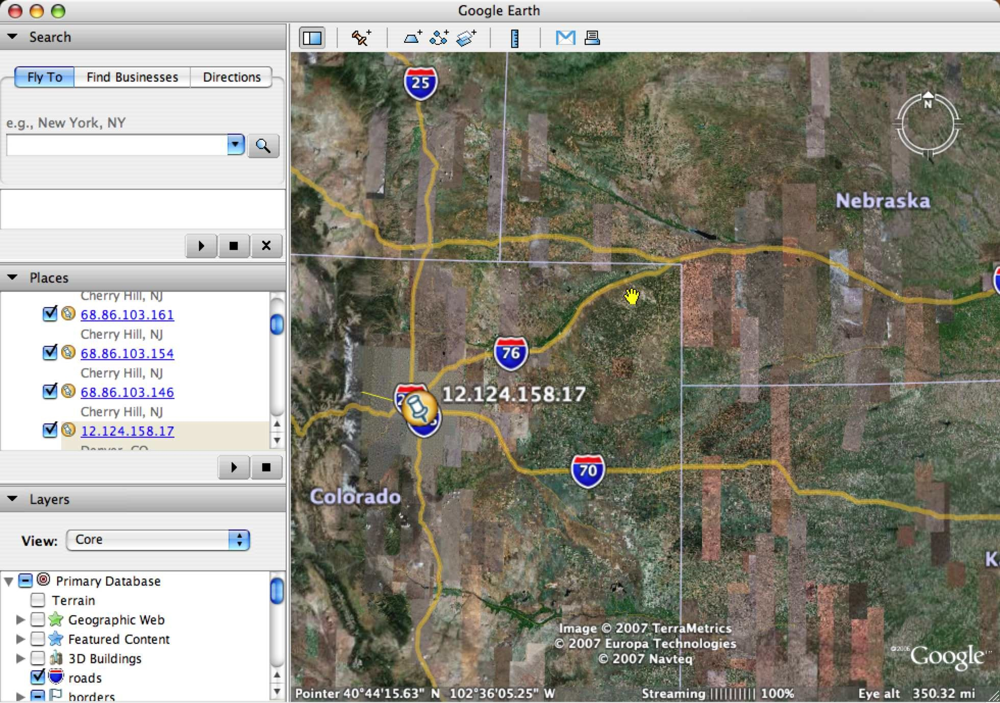 Google Earth
Search
Fly To
Find Businesses
Directions
e.g., New York, NY
Places
Cherry Hill, NJ
68.86.103.161
Cherry Hill, NJ
68.86.103.154
Cherry Hill, NJ
68.86.103.146
Cherry Hill, NJ
12.124.158.17
Denver, CO
Layers
View: Core
Primary Database
Terrain
Geographic Web
Featured Content
3D Buildings
roads
borders
25
N
Nebraska
76
12.124.158.17
70
Colorado
Image © 2007 TerraMetrics
© 2007 Europa Technologies
© 2007 Navteq
©2006 Google™
Pointer 40°44'15.63" N 102°36'05.25" W
Streaming |||||||||| 100%
Eye alt 350.32 mi